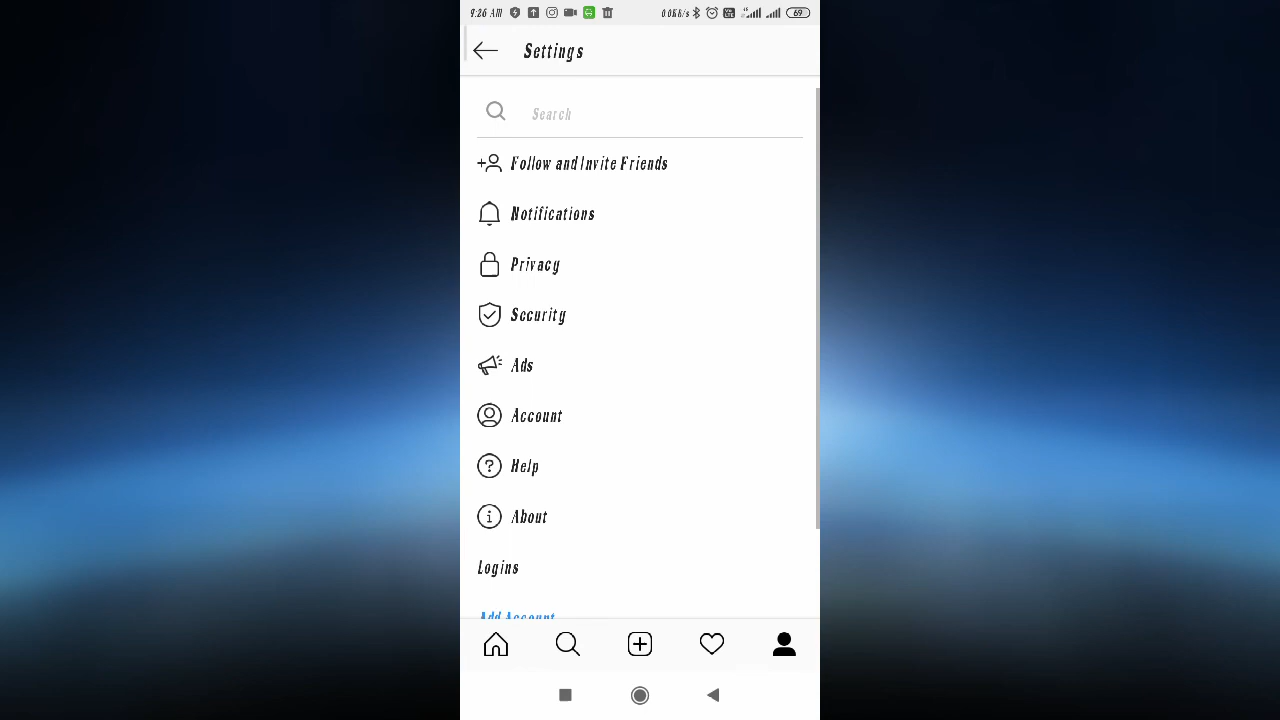 9:26 AM 0.0KB/s 69
Settings
Search
Follow and Invite Friends
Notifications
Privacy
Security
Ads
Account
Help
About
Logins
Add Account